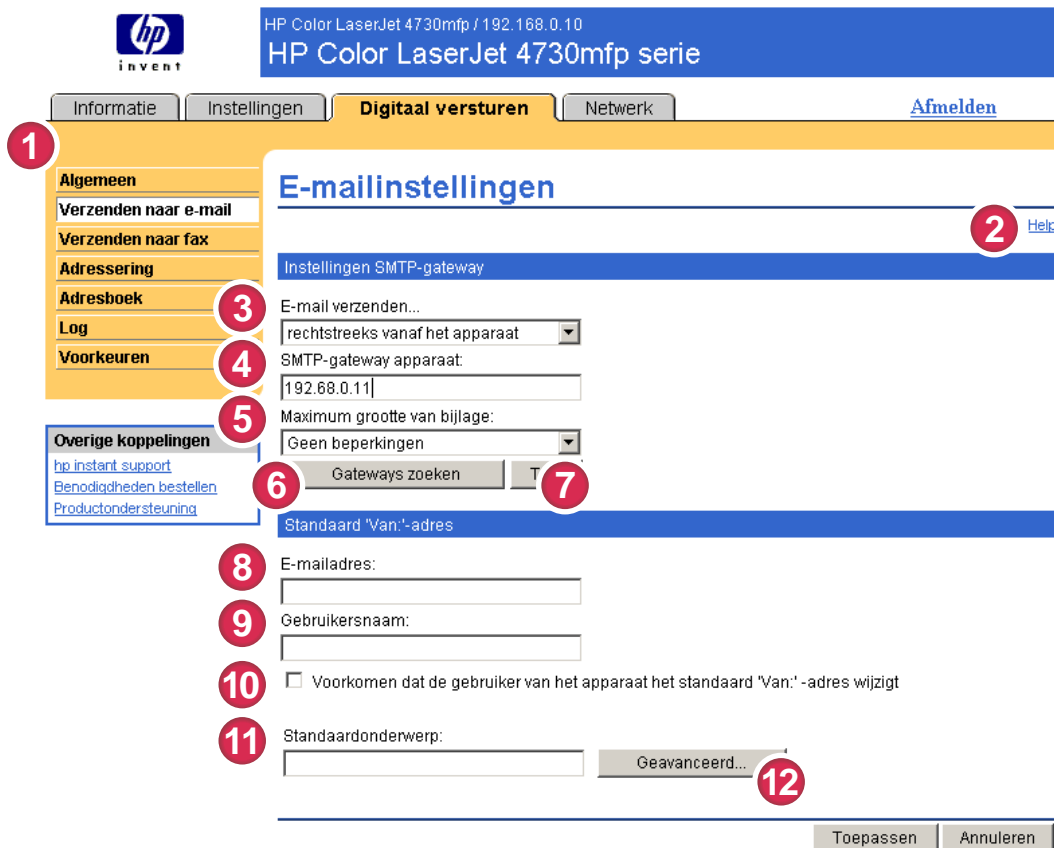 hp
invent
HP Color LaserJet 4730mfp / 192.168.0.10
HP Color LaserJet 4730mfp serie
Informatie
Instellingen
Digitaal versturen
Netwerk
Afmelden
1
Algemeen
Verzenden naar e-mail
Verzenden naar fax
Adressering
Adresboek
Log
Voorkeuren
Overige koppelingen
hp instant support
Benodigdheden bestellen
Productondersteuning
E-mailinstellingen
2
Help
Instellingen SMTP-gateway
3
E-mail verzenden...
rechtstreeks vanaf het apparaat
4
SMTP-gateway apparaat:
192.68.0.11
5
Maximum grootte van bijlage:
Geen beperkingen
6
Gateways zoeken
7
Standaard 'Van:'-adres
8
E-mailadres:
9
Gebruikersnaam:
10
Voorkomen dat de gebruiker van het apparaat het standaard 'Van:' -adres wijzigt
11
Standaardonderwerp:
Geavanceerd...
12
Toepassen
Annuleren